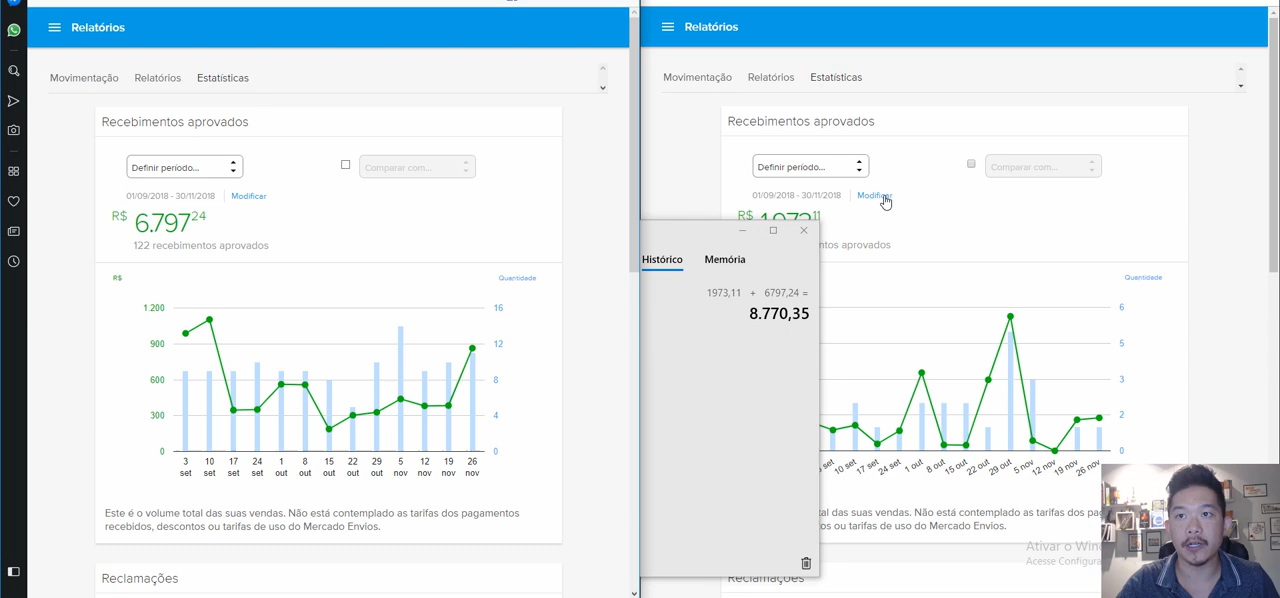 Relatórios
Movimentação Relatórios Estatísticas
Recebimentos aprovados
Definir período... Comparar com...
01/09/2018 - 30/11/2018 Modificar
R$ 6.797 24
122 recebimentos aprovados
R$ Quantidade
1.200 16
900 12
600 8
300 4
0 0
3 10 17 24 1 8 15 22 29 5 12 19 26
set set set set out out out out out nov nov nov nov
Este é o volume total das suas vendas. Não está contemplado as tarifas dos pagamentos
recebidos, descontos ou tarifas de uso do Mercado Envios.
Reclamações
Relatórios
Movimentação Relatórios Estatísticas
Recebimentos aprovados
Definir período... Comparar com...
01/09/2018 - 30/11/2018 Modificar
R$ 1.973 11
ntos aprovados
Quantidade
6
5
3
2
0
set 10 set 17 set 24 set 1 out 8 out 15 out 22 out 29 out 5 nov 12 nov 19 nov 26 nov
al das suas vendas. Não está contemplado as tarifas dos pag
os ou tarifas de uso do Mercado Envios.
Reclamações
Histórico Memória
1973,11 + 6797,24 =
8.770,35
Ativar o Win
Acesse Configura